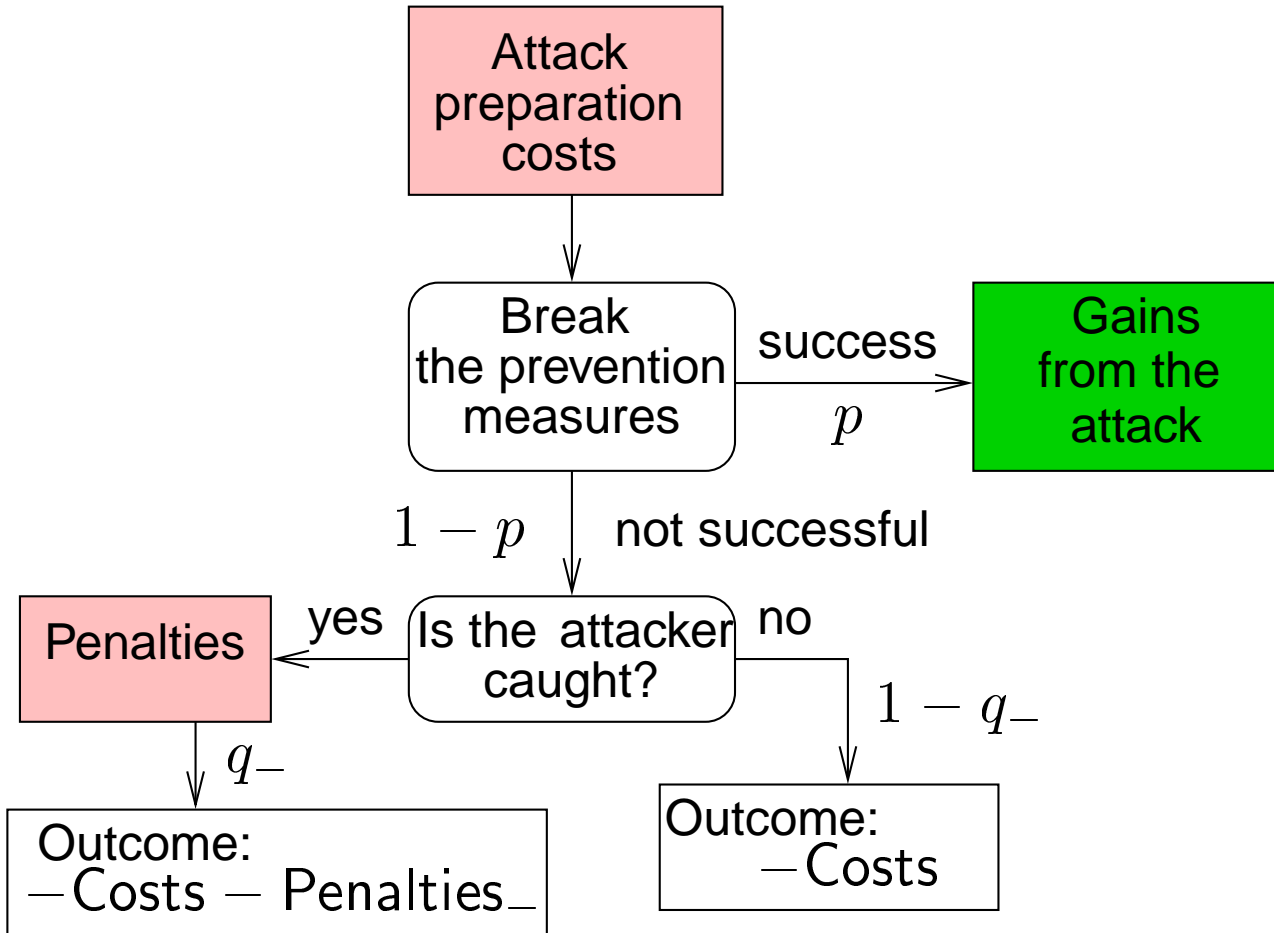 Attack
preparation
costs
Break
the prevention
measures
success
p
Gains
from the
attack
1 − p
not successful
Penalties
yes
Is the attacker
caught?
no
q₋
1 − q₋
Outcome:
−Costs − Penalties₋
Outcome:
−Costs